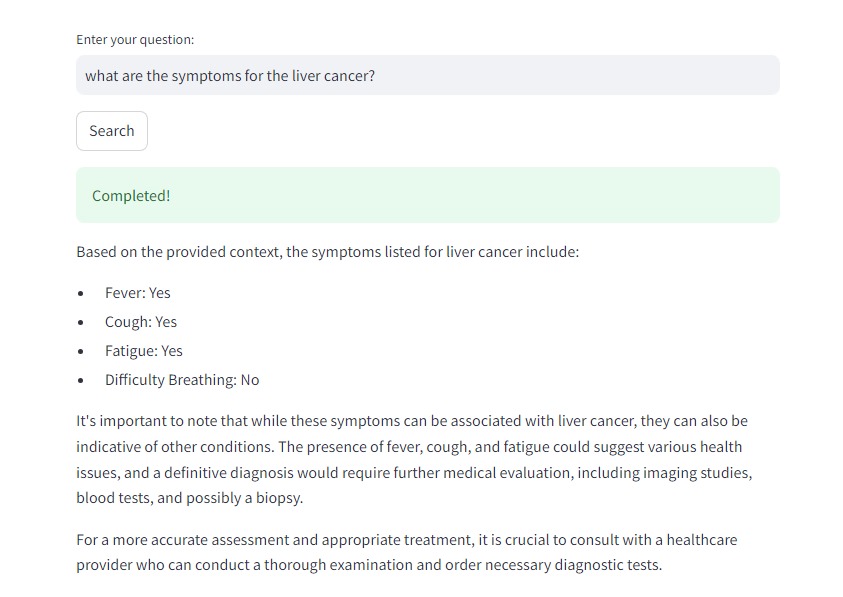 Enter your question:
what are the symptoms for the liver cancer?
Search
Completed!
Based on the provided context, the symptoms listed for liver cancer include:
• Fever: Yes
• Cough: Yes
• Fatigue: Yes
• Difficulty Breathing: No
It's important to note that while these symptoms can be associated with liver cancer, they can also be
indicative of other conditions. The presence of fever, cough, and fatigue could suggest various health
issues, and a definitive diagnosis would require further medical evaluation, including imaging studies,
blood tests, and possibly a biopsy.
For a more accurate assessment and appropriate treatment, it is crucial to consult with a healthcare
provider who can conduct a thorough examination and order necessary diagnostic tests.